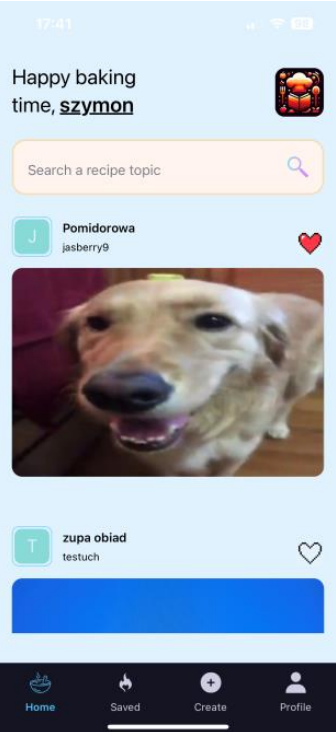 17:41
Happy baking
time, szymon
Search a recipe topic
J
Pomidorowa
jasberry9
T
zupa obiad
testuch
Home
Saved
Create
Profile